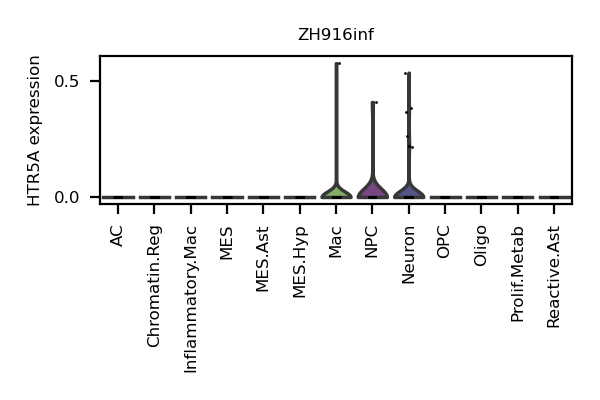 ZH916inf
HTR5A expression
0.5
0.0
AC
Chromatin.Reg
Inflammatory.Mac
MES
MES.Ast
MES.Hyp
Mac
NPC
Neuron
OPC
Oligo
Prolif.Metab
Reactive.Ast